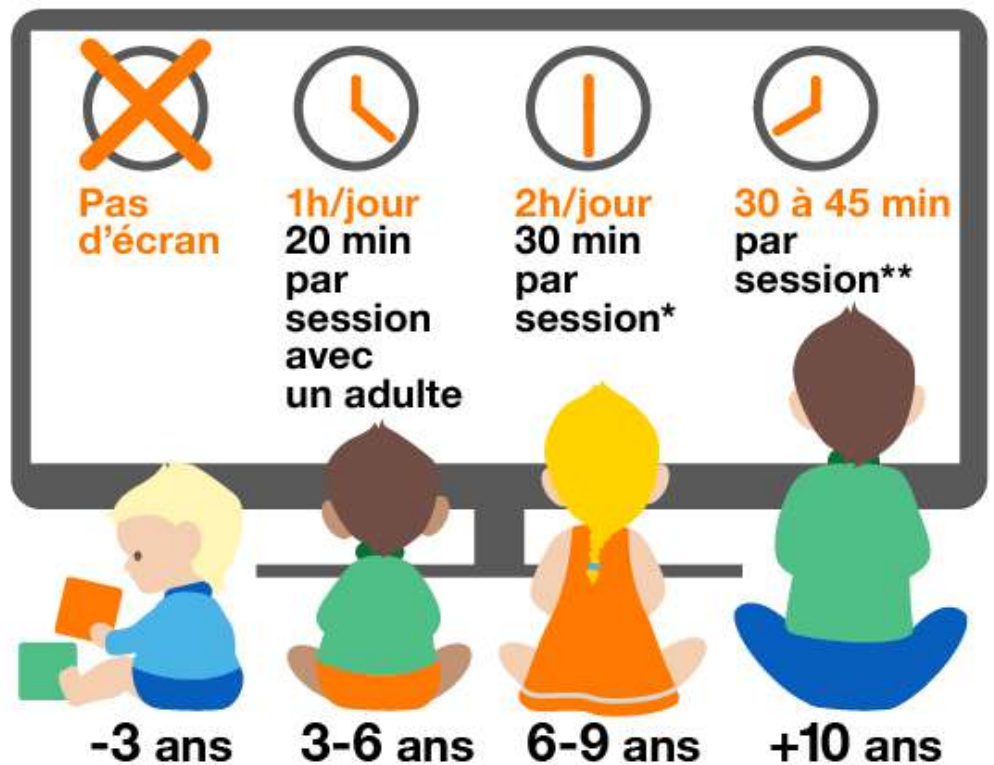 Pas
d'écran
1h/jour
20 min
par
session
avec
un adulte
2h/jour
30 min
par
session*
30 à 45 min
par
session**
-3 ans
3-6 ans
6-9 ans
+10 ans